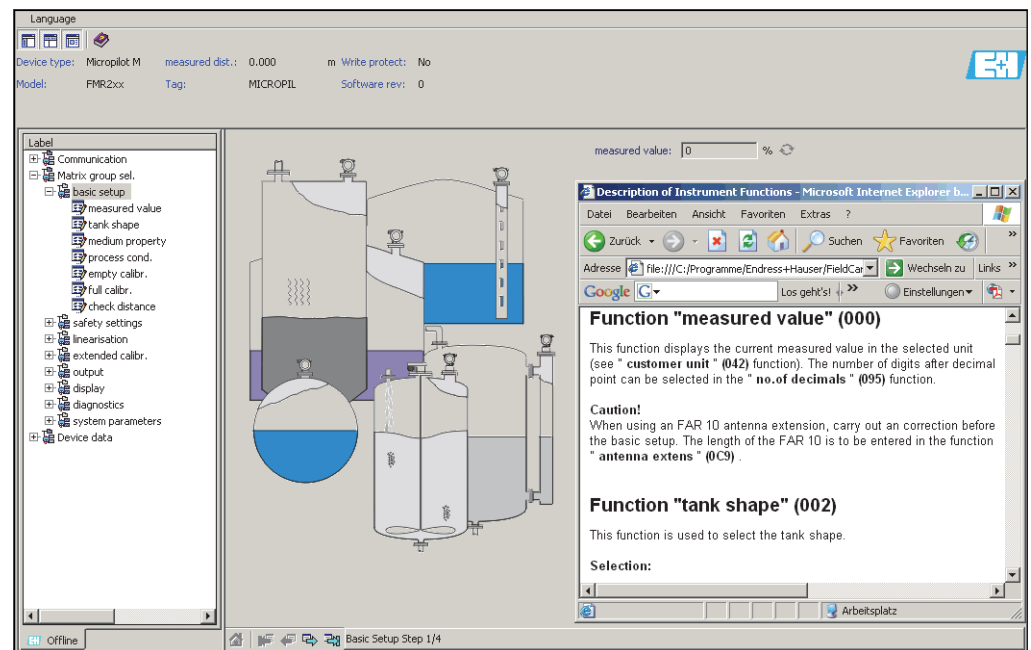 Language
Device type: Micropilot M measured dist.: 0.000 m Write protect: No
Model: FMR2xx Tag: MICROPIL Software rev: 0
E+H
Label
Communication
Matrix group sel.
basic setup
measured value
tank shape
medium property
process cond.
empty calibr.
full calibr.
check distance
safety settings
linearisation
extended calibr.
output
display
diagnostics
system parameters
Device data
measured value: 0 %
Description of Instrument Functions - Microsoft Internet Explorer b...
Datei Bearbeiten Ansicht Favoriten Extras ?
Zurück Suchen Favoriten »
Adresse file:///C:/Programme/Endress+Hauser/FieldCar Wechseln zu Links »
Google G Los geht's! » Einstellungen
Function "measured value" (000)
This function displays the current measured value in the selected unit
(see " customer unit " (042) function). The number of digits after decimal
point can be selected in the " no.of decimals " (095) function.
Caution!
When using an FAR 10 antenna extension, carry out an correction before
the basic setup. The length of the FAR 10 is to be entered in the function
" antenna extens " (0C9) .
Function "tank shape" (002)
This function is used to select the tank shape.
Selection:
Arbeitsplatz
Offline
Basic Setup Step 1/4